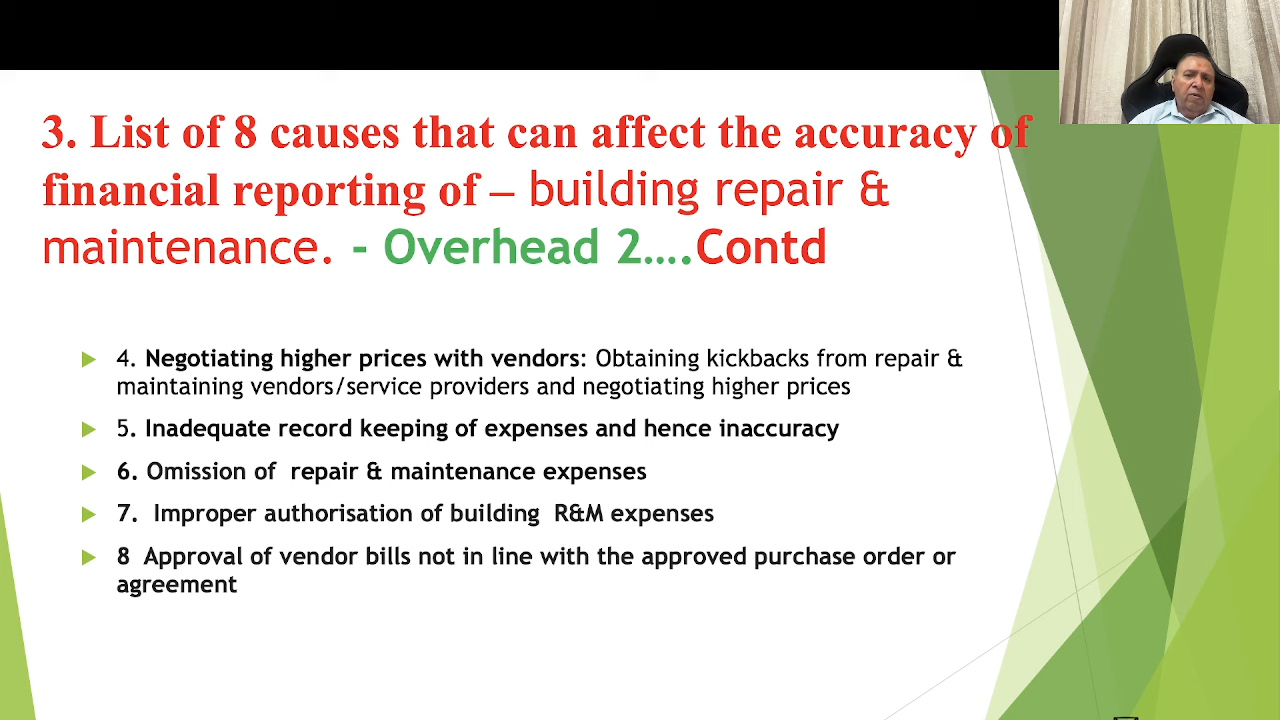 3. List of 8 causes that can affect the accuracy of
financial reporting of – building repair &
maintenance. - Overhead 2....Contd
4. Negotiating higher prices with vendors: Obtaining kickbacks from repair &
maintaining vendors/service providers and negotiating higher prices
5. Inadequate record keeping of expenses and hence inaccuracy
6. Omission of repair & maintenance expenses
7. Improper authorisation of building R&M expenses
8 Approval of vendor bills not in line with the approved purchase order or
agreement